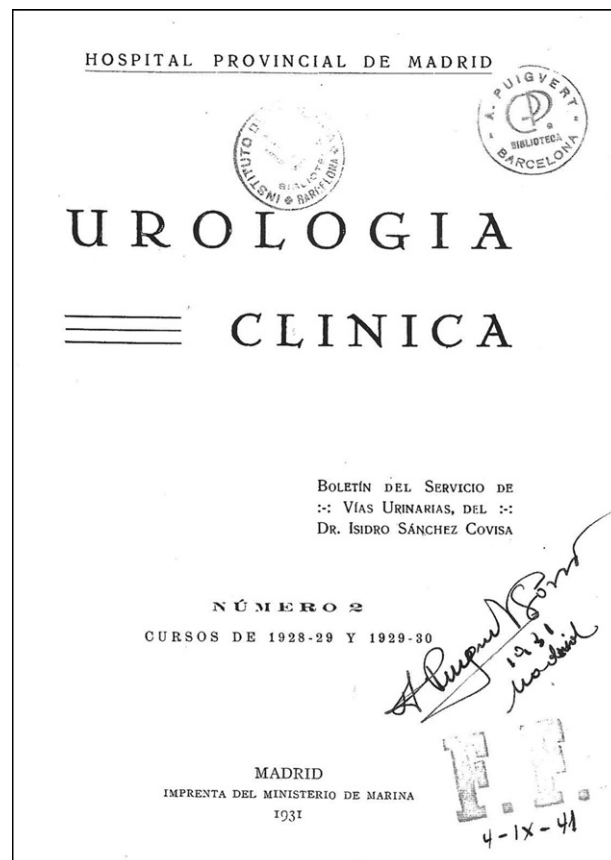 HOSPITAL PROVINCIAL DE MADRID
A. PUIGVERT
BIBLIOTECA
BARCELONA
INSTITUTO
BARCELONA
UROLOGIA
CLINICA
BOLETÍN DEL SERVICIO DE
:-: VÍAS URINARIAS, DEL :-:
DR. ISIDRO SÁNCHEZ COVISA
NÚMERO 2
CURSOS DE 1928-29 Y 1929-30
1931
Madrid
F. F.
4-IX-41
MADRID
IMPRENTA DEL MINISTERIO DE MARINA
1931